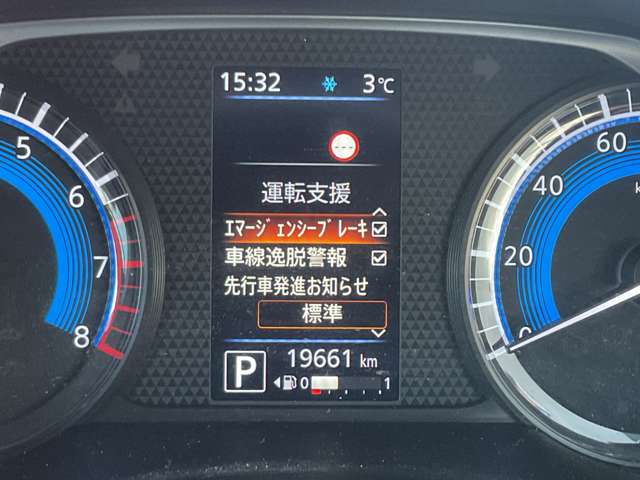 15:32 3℃
---
運転支援
ｴﾏｰｼﾞｪﾝｼｰﾌﾞﾚｰｷ
車線逸脱警報
先行車発進お知らせ
標準
P 19661 km
0 1
5
6
7
8
60
40
20
0
k